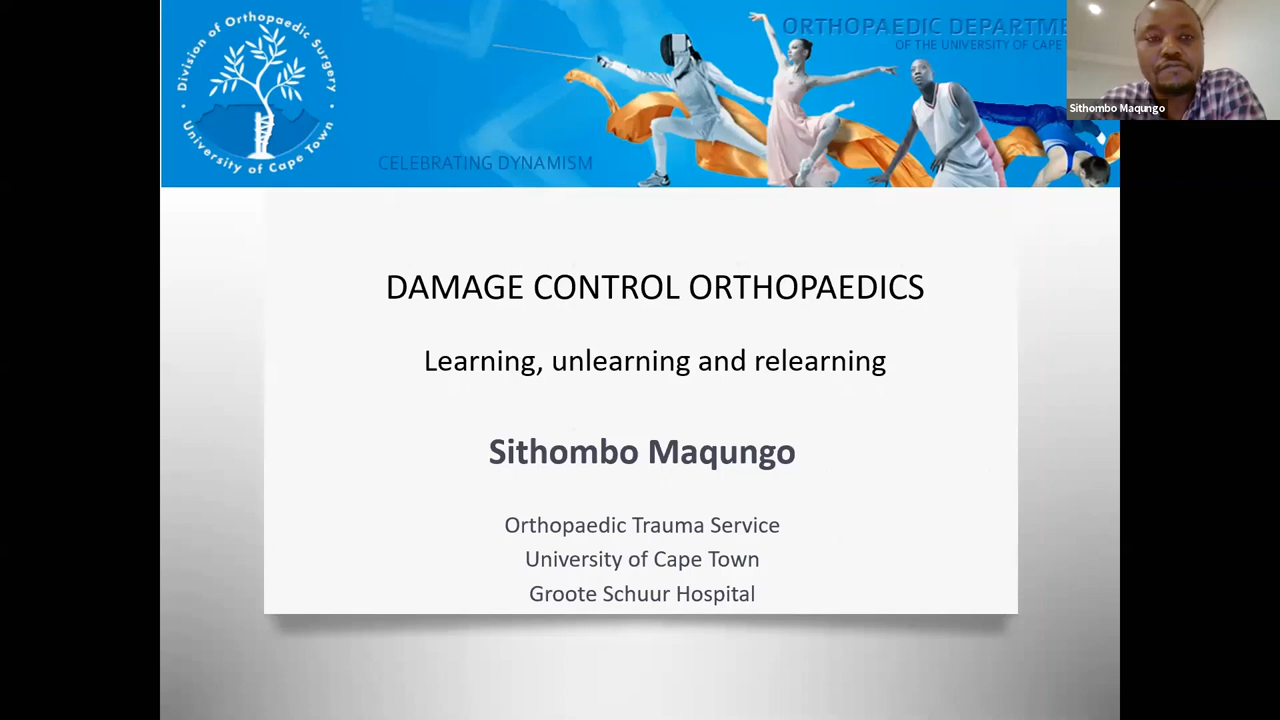 Division of Orthopaedic Surgery
University of Cape Town
CELEBRATING DYNAMISM
ORTHOPAEDIC DEPARTME
OF THE UNIVERSITY OF CAPE
Sithombo Maqungo
DAMAGE CONTROL ORTHOPAEDICS
Learning, unlearning and relearning
Sithombo Maqungo
Orthopaedic Trauma Service
University of Cape Town
Groote Schuur Hospital